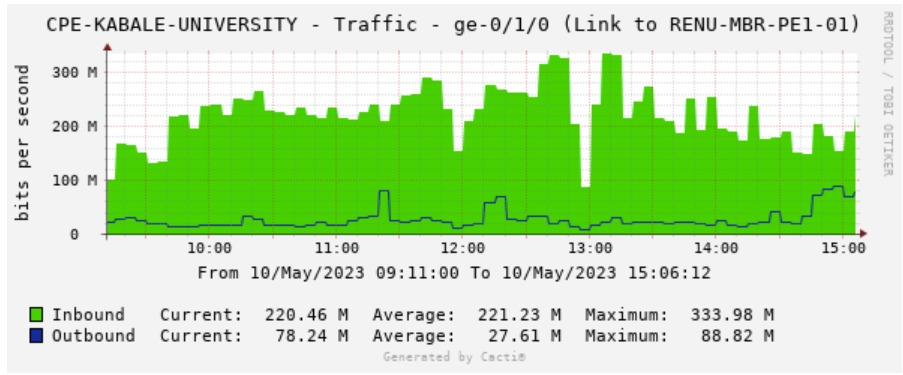 CPE-KABALE-UNIVERSITY - Traffic - ge-0/1/0 (Link to RENU-MBR-PE1-01)
RRDTOOL / TOBI OETIKER
bits per second
300 M
200 M
100 M
0
10:00 11:00 12:00 13:00 14:00 15:00
From 10/May/2023 09:11:00 To 10/May/2023 15:06:12
Inbound Current: 220.46 M Average: 221.23 M Maximum: 333.98 M
Outbound Current: 78.24 M Average: 27.61 M Maximum: 88.82 M
Generated by Cacti®